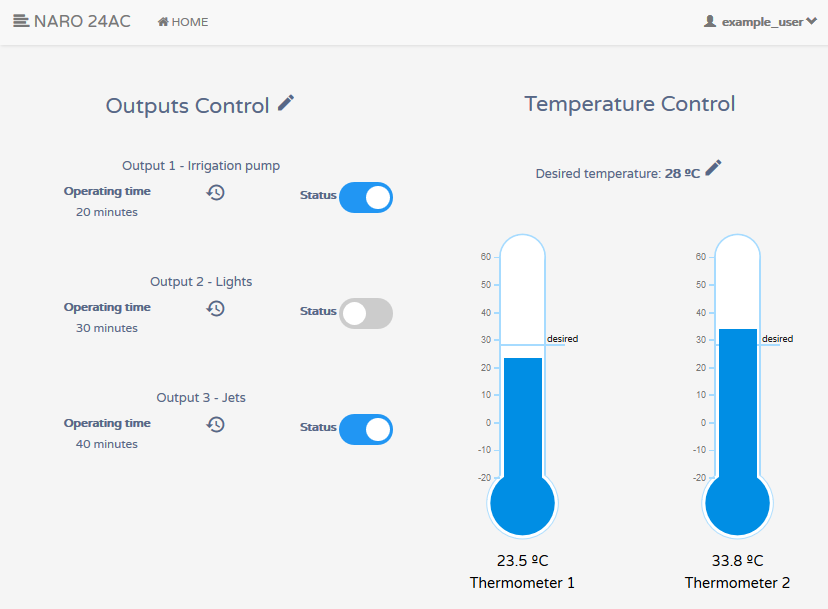 NARO 24AC HOME example_user
Outputs Control
Output 1 - Irrigation pump
Operating time Status
20 minutes
Output 2 - Lights
Operating time Status
30 minutes
Output 3 - Jets
Operating time Status
40 minutes
Temperature Control
Desired temperature: 28 ºC
60
50
40
30
desired
20
10
0
-10
-20
23.5 ºC
Thermometer 1
60
50
40
30
desired
20
10
0
-10
-20
33.8 ºC
Thermometer 2